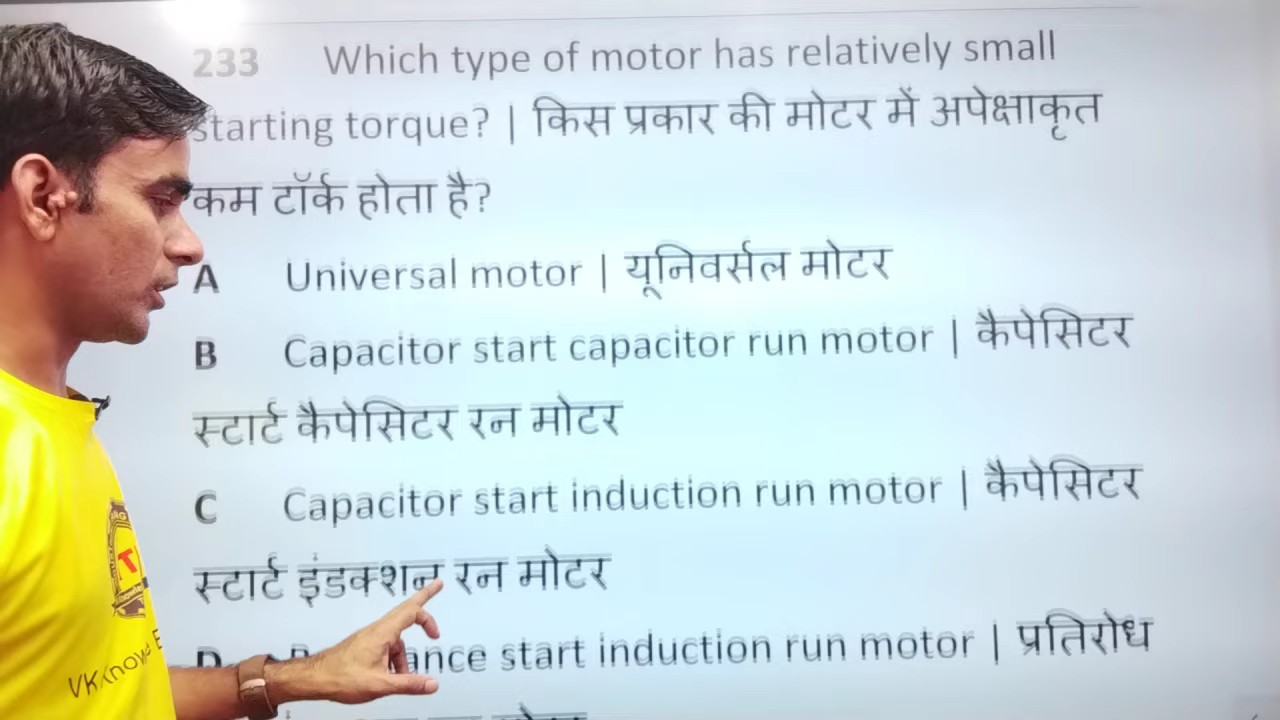 233 Which type of motor has relatively small
starting torque? | किस प्रकार की मोटर में अपेक्षाकृत
कम टॉर्क होता है?
A Universal motor | यूनिवर्सल मोटर
B Capacitor start capacitor run motor | कैपेसिटर
स्टार्ट कैपेसिटर रन मोटर
C Capacitor start induction run motor | कैपेसिटर
स्टार्ट इंडक्शन रन मोटर
D start induction run motor | प्रतिरोध